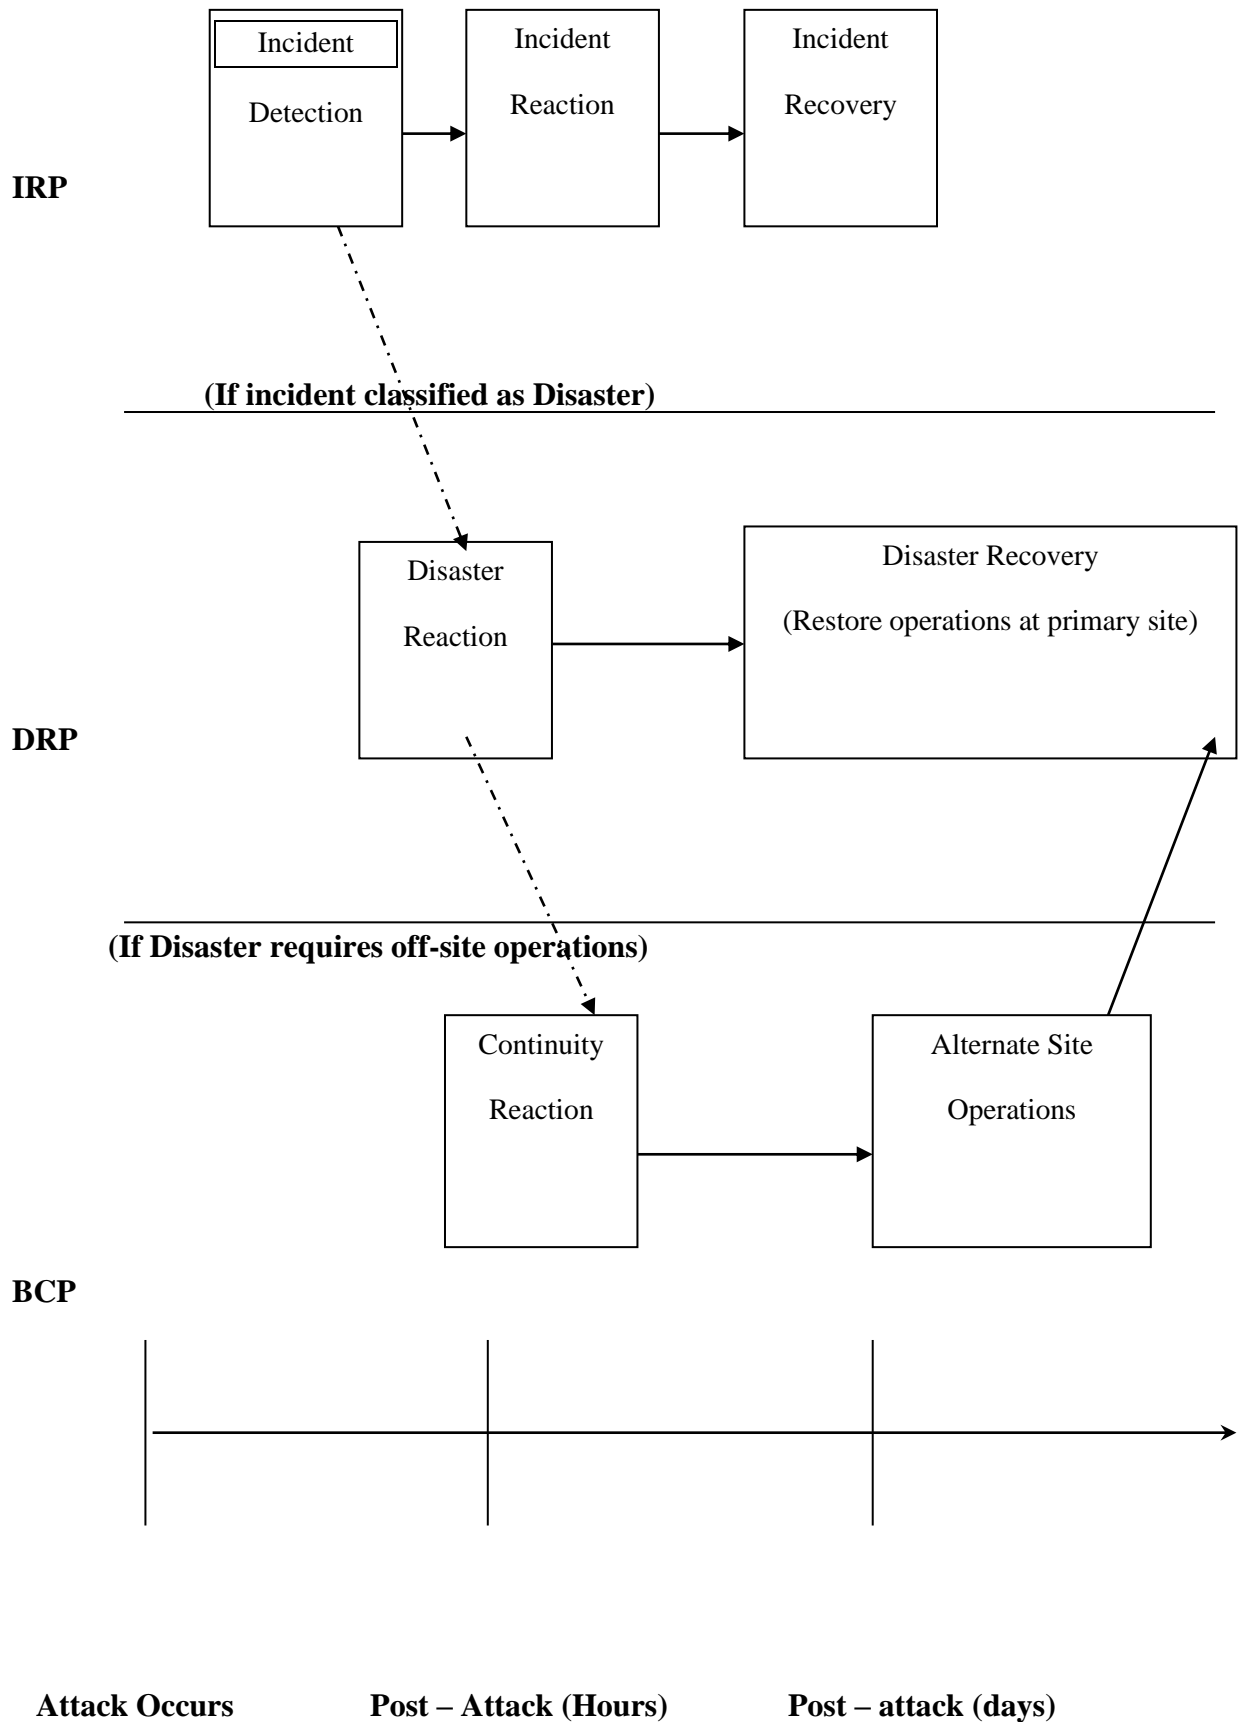 Incident
Detection
Incident
Reaction
Incident
Recovery
IRP
(If incident classified as Disaster)
Disaster
Reaction
Disaster Recovery
(Restore operations at primary site)
DRP
(If Disaster requires off-site operations)
Continuity
Reaction
Alternate Site
Operations
BCP
Attack Occurs
Post – Attack (Hours)
Post – attack (days)